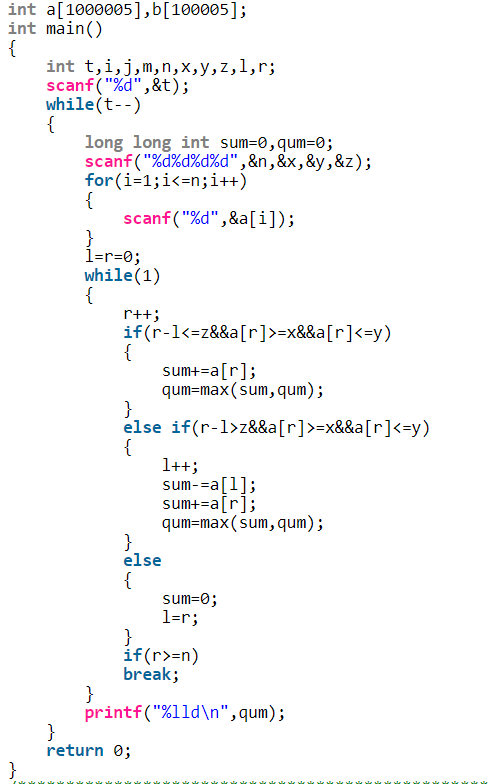 int a[1000005],b[100005];
int main()
{
    int t,i,j,m,n,x,y,z,l,r;
    scanf("%d",&t);
    while(t--)
    {
        long long int sum=0,qum=0;
        scanf("%d%d%d%d",&n,&x,&y,&z);
        for(i=1;i<=n;i++)
        {
            scanf("%d",&a[i]);
        }
        l=r=0;
        while(1)
        {
            r++;
            if(r-l<=z&&a[r]>=x&&a[r]<=y)
            {
                sum+=a[r];
                qum=max(sum,qum);
            }
            else if(r-l>z&&a[r]>=x&&a[r]<=y)
            {
                l++;
                sum-=a[l];
                sum+=a[r];
                qum=max(sum,qum);
            }
            else
            {
                sum=0;
                l=r;
            }
            if(r>=n)
            break;
        }
        printf("%lld\n",qum);
    }
    return 0;
}